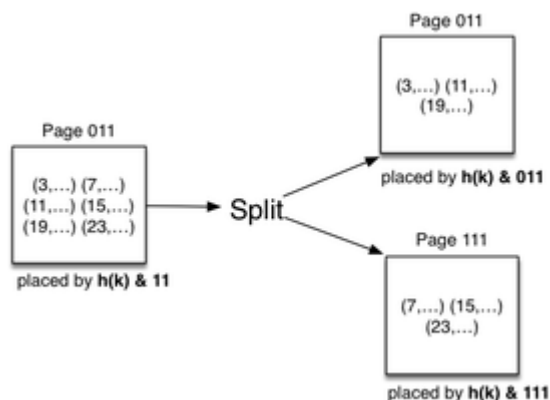 Page 011
(3,...) (11,...)
(19,...)
placed by h(k) & 011
Page 011
(3,...) (7,...)
(11,...) (15,...)
(19,...) (23,...)
placed by h(k) & 11
Split
Page 111
(7,...) (15,...)
(23,...)
placed by h(k) & 111